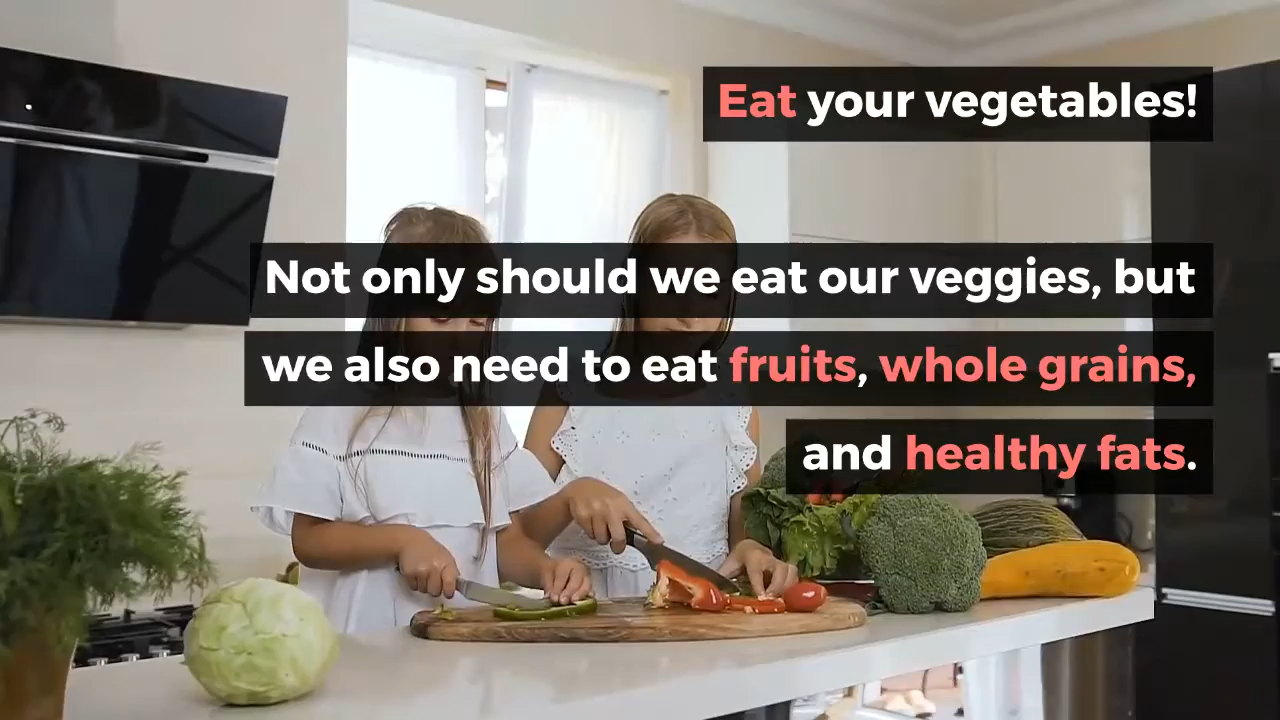 Eat your vegetables!
Not only should we eat our veggies, but
we also need to eat fruits, whole grains,
and healthy fats.